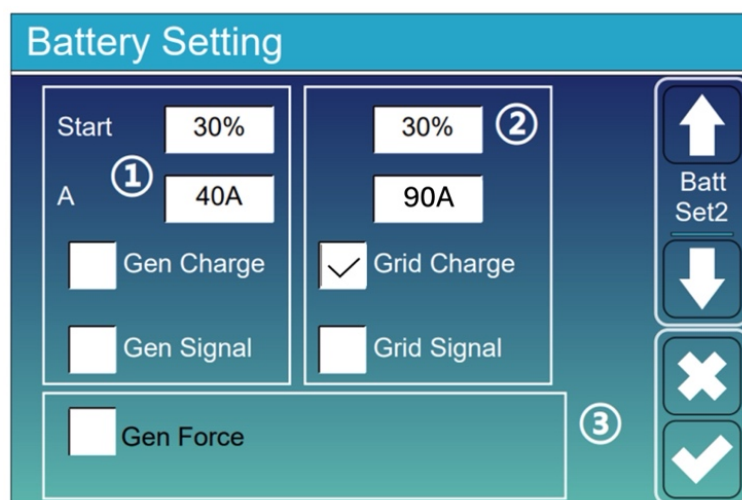 Battery Setting
Start 30% 30% ②
A ① 40A 90A
Gen Charge Grid Charge
Gen Signal Grid Signal
Gen Force ③
Batt
Set2